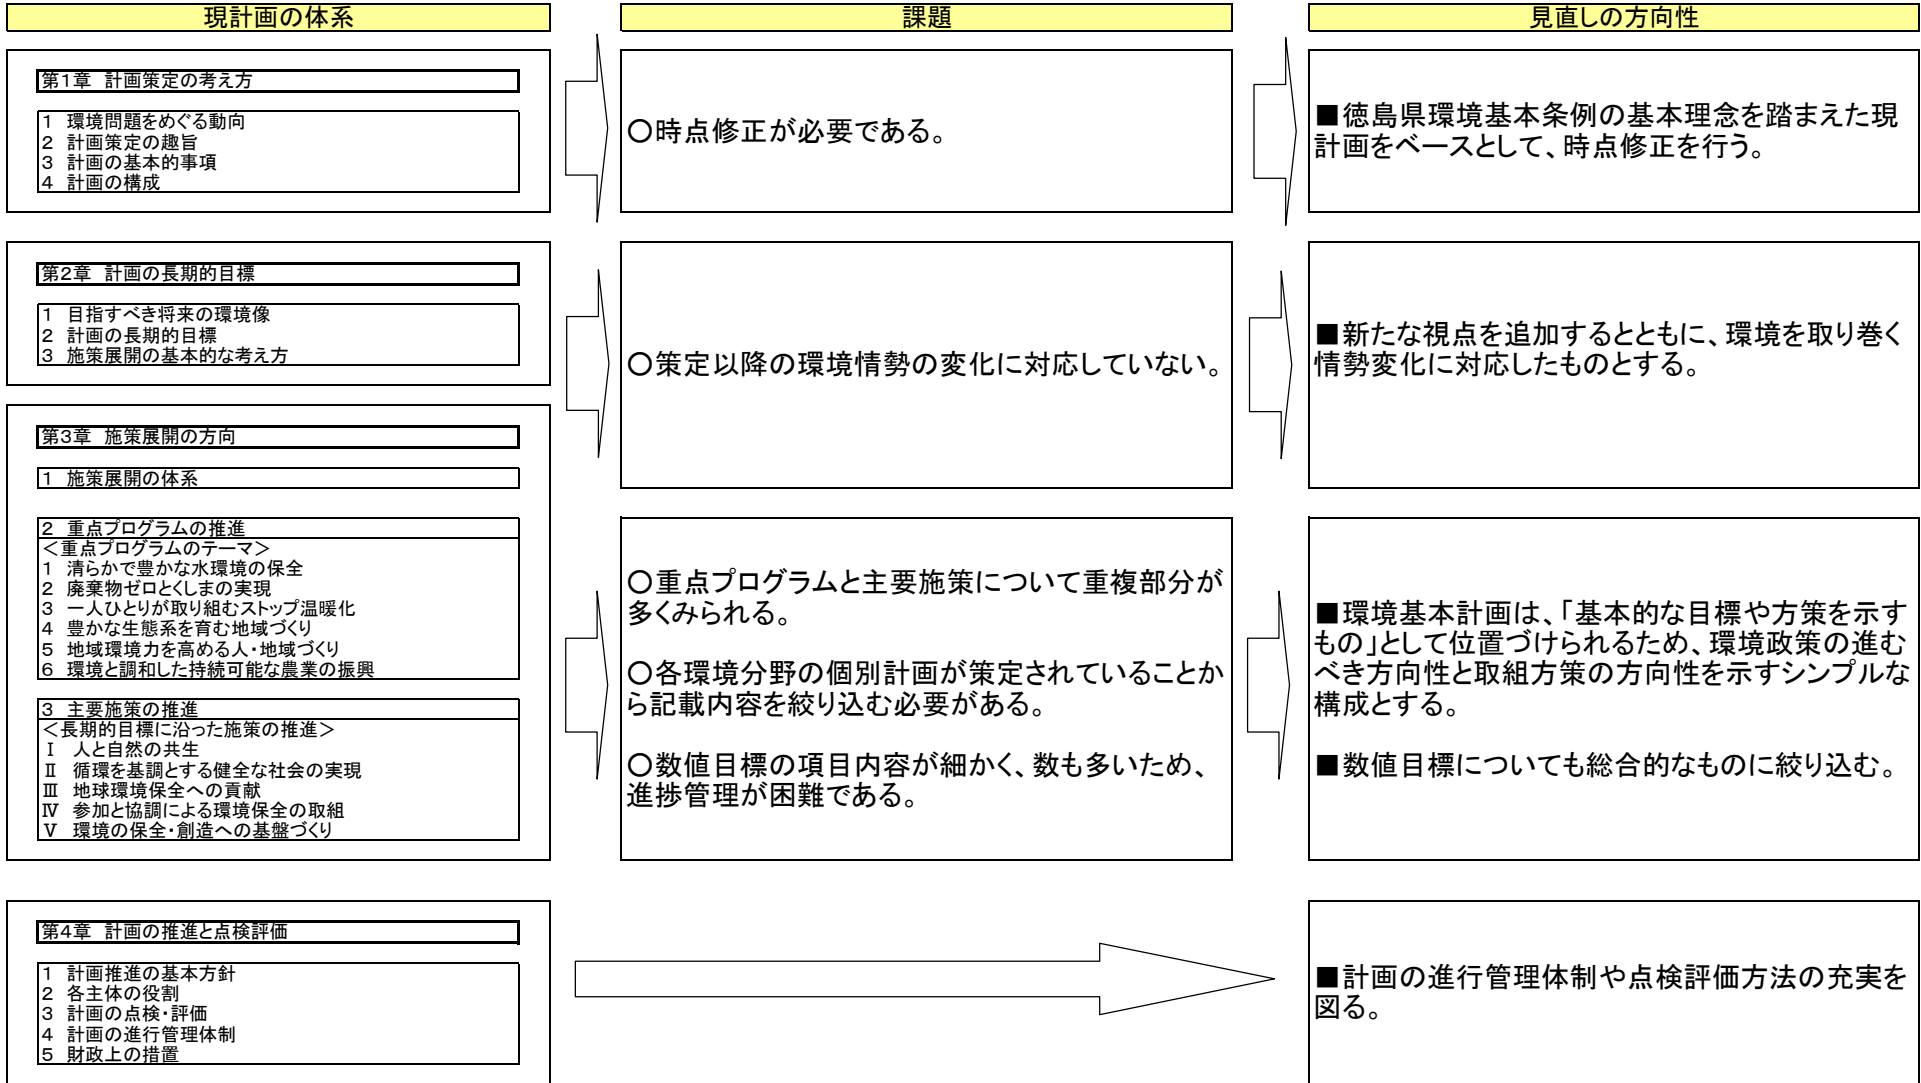 現計画の体系
課題
見直しの方向性
第1章 計画策定の考え方
1 環境問題をめぐる動向
2 計画策定の趣旨
3 計画の基本的事項
4 計画の構成
○時点修正が必要である。
■徳島県環境基本条例の基本理念を踏まえた現
計画をベースとして、時点修正を行う。
第2章 計画の長期的目標
1 目指すべき将来の環境像
2 計画の長期的目標
3 施策展開の基本的な考え方
○策定以降の環境情勢の変化に対応していない。
■新たな視点を追加するとともに、環境を取り巻く
情勢変化に対応したものとする。
第3章 施策展開の方向
1 施策展開の体系
2 重点プログラムの推進
<重点プログラムのテーマ>
1 清らかで豊かな水環境の保全
2 廃棄物ゼロとくしまの実現
3 一人ひとりが取り組むストップ温暖化
4 豊かな生態系を育む地域づくり
5 地域環境力を高める人・地域づくり
6 環境と調和した持続可能な農業の振興
3 主要施策の推進
<長期的目標に沿った施策の推進>
Ⅰ 人と自然の共生
Ⅱ 循環を基調とする健全な社会の実現
Ⅲ 地球環境保全への貢献
Ⅳ 参加と協調による環境保全の取組
Ⅴ 環境の保全・創造への基盤づくり
○重点プログラムと主要施策について重複部分が
多くみられる。
○各環境分野の個別計画が策定されていることか
ら記載内容を絞り込む必要がある。
○数値目標の項目内容が細かく、数も多いため、
進捗管理が困難である。
■環境基本計画は、「基本的な目標や方策を示す
もの」として位置づけられるため、環境政策の進む
べき方向性と取組方策の方向性を示すシンプルな
構成とする。
■数値目標についても総合的なものに絞り込む。
第4章 計画の推進と点検評価
1 計画推進の基本方針
2 各主体の役割
3 計画の点検・評価
4 計画の進行管理体制
5 財政上の措置
■計画の進行管理体制や点検評価方法の充実を
図る。